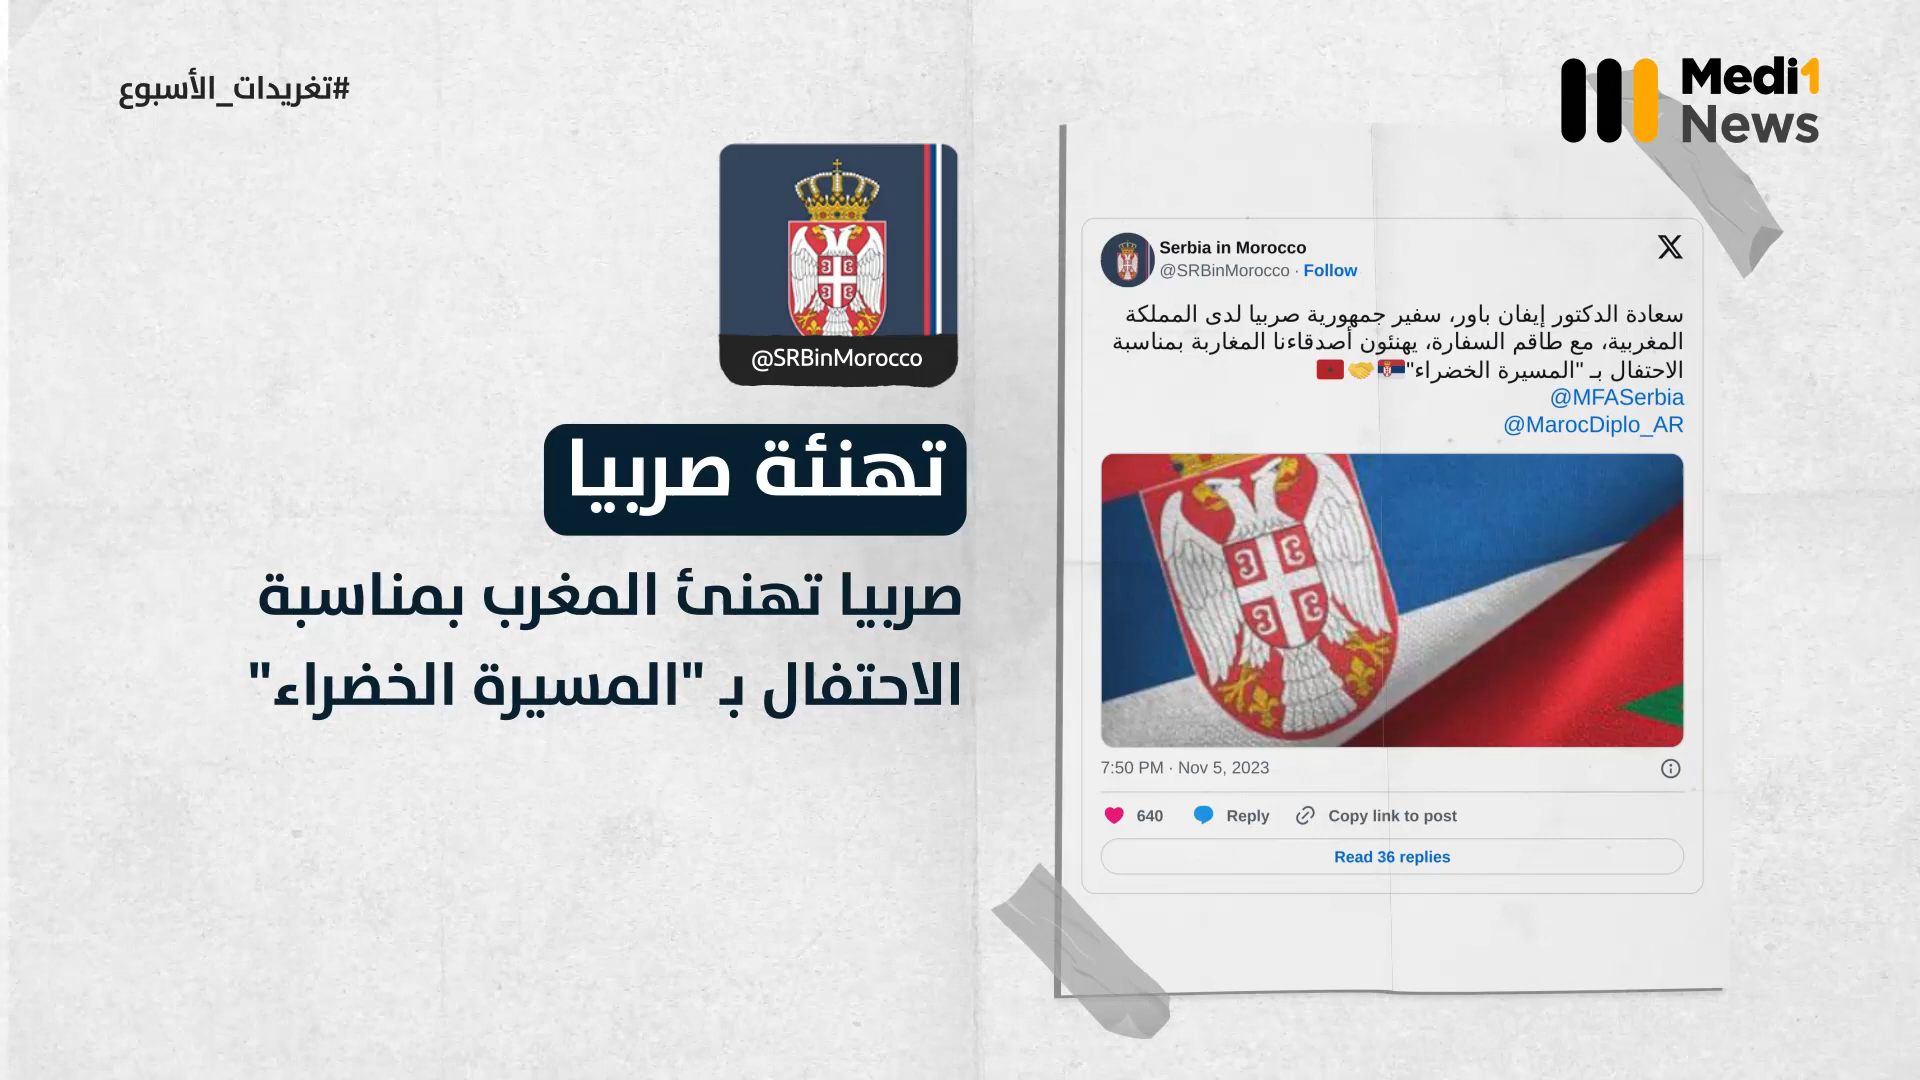 #تغريدات_الأسبوع
Medi1
News
@SRBinMorocco
تهنئة صربيا
صربيا تهنئ المغرب بمناسبة
الاحتفال بـ "المسيرة الخضراء"
Serbia in Morocco
@SRBinMorocco · Follow
سعادة الدكتور إيفان باور، سفير جمهورية صربيا لدى المملكة
المغربية، مع طاقم السفارة، يهنئون أصدقاءنا المغاربة بمناسبة
الاحتفال بـ "المسيرة الخضراء"🇷🇸🤝🇲🇦
@MFASerbia
@MarocDiplo_AR
7:50 PM · Nov 5, 2023
640 Reply Copy link to post
Read 36 replies